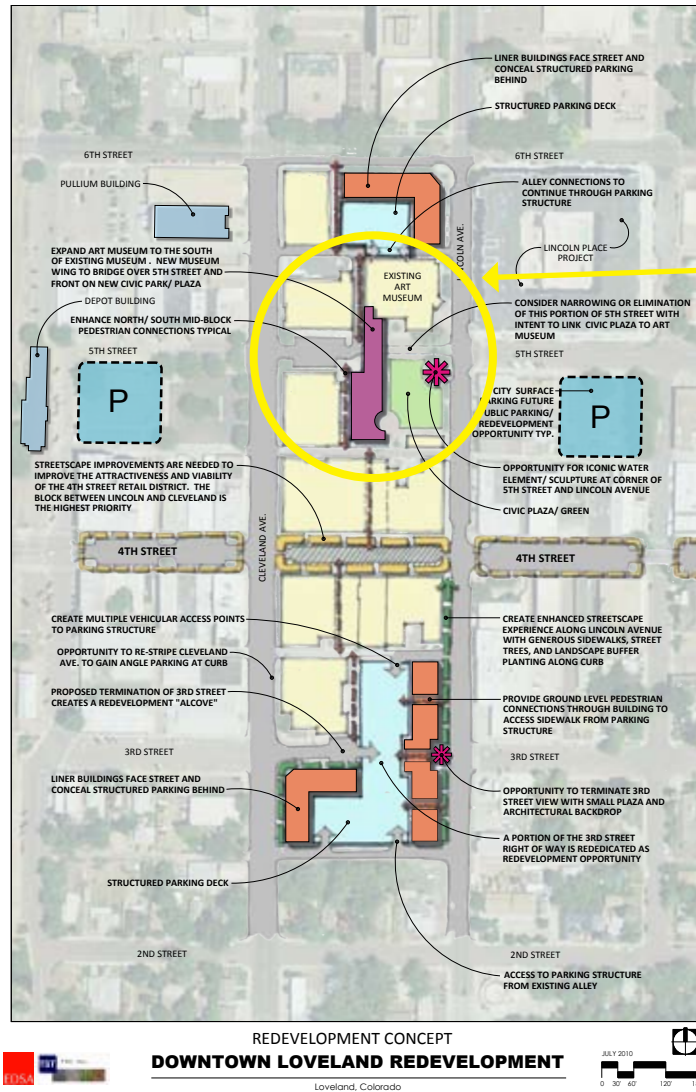 LINER BUILDINGS FACE STREET AND
CONCEAL STRUCTURED PARKING
BEHIND
STRUCTURED PARKING DECK
6TH STREET
6TH STREET
PULLIUM BUILDING
ALLEY CONNECTIONS TO
CONTINUE THROUGH PARKING
STRUCTURE
LINCOLN AVE.
LINCOLN PLACE
PROJECT
EXPAND ART MUSEUM TO THE SOUTH
OF EXISTING MUSEUM . NEW MUSEUM
WING TO BRIDGE OVER 5TH STREET AND
FRONT ON NEW CIVIC PARK/ PLAZA
EXISTING
ART
MUSEUM
DEPOT BUILDING
CONSIDER NARROWING OR ELIMINATION
OF THIS PORTION OF 5TH STREET WITH
INTENT TO LINK CIVIC PLAZA TO ART
MUSEUM
ENHANCE NORTH/ SOUTH MID-BLOCK
PEDESTRIAN CONNECTIONS TYPICAL
5TH STREET
5TH STREET
P
CITY SURFACE
PARKING FUTURE
PUBLIC PARKING/
REDEVELOPMENT
OPPORTUNITY TYP.
P
STREETSCAPE IMPROVEMENTS ARE NEEDED TO
IMPROVE THE ATTRACTIVENESS AND VIABILITY
OF THE 4TH STREET RETAIL DISTRICT. THE
BLOCK BETWEEN LINCOLN AND CLEVELAND IS
THE HIGHEST PRIORITY
OPPORTUNITY FOR ICONIC WATER
ELEMENT/ SCULPTURE AT CORNER OF
5TH STREET AND LINCOLN AVENUE
CIVIC PLAZA/ GREEN
CLEVELAND AVE.
4TH STREET
4TH STREET
CREATE MULTIPLE VEHICULAR ACCESS POINTS
TO PARKING STRUCTURE
CREATE ENHANCED STREETSCAPE
EXPERIENCE ALONG LINCOLN AVENUE
WITH GENEROUS SIDEWALKS, STREET
TREES, AND LANDSCAPE BUFFER
PLANTING ALONG CURB
OPPORTUNITY TO RE-STRIPE CLEVELAND
AVE. TO GAIN ANGLE PARKING AT CURB
PROPOSED TERMINATION OF 3RD STREET
CREATES A REDEVELOPMENT "ALCOVE"
PROVIDE GROUND LEVEL PEDESTRIAN
CONNECTIONS THROUGH BUILDING TO
ACCESS SIDEWALK FROM PARKING
STRUCTURE
3RD STREET
3RD STREET
LINER BUILDINGS FACE STREET AND
CONCEAL STRUCTURED PARKING BEHIND
OPPORTUNITY TO TERMINATE 3RD
STREET VIEW WITH SMALL PLAZA AND
ARCHITECTURAL BACKDROP
A PORTION OF THE 3RD STREET
RIGHT OF WAY IS REDEDICATED AS
REDEVELOPMENT OPPORTUNITY
STRUCTURED PARKING DECK
2ND STREET
2ND STREET
ACCESS TO PARKING STRUCTURE
FROM EXISTING ALLEY
REDEVELOPMENT CONCEPT
DOWNTOWN LOVELAND REDEVELOPMENT
Loveland, Colorado
EDSA
JULY 2010
0 30' 60' 120'